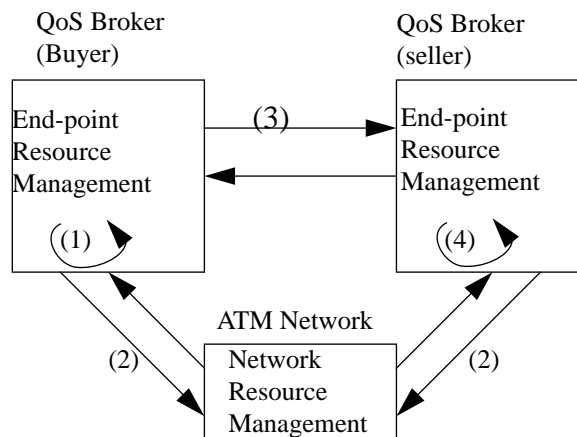 QoS Broker
(Buyer)
End-point
Resource
Management
(1)
(3)
QoS Broker
(seller)
End-point
Resource
Management
(4)
(2)
ATM Network
Network
Resource
Management
(2)